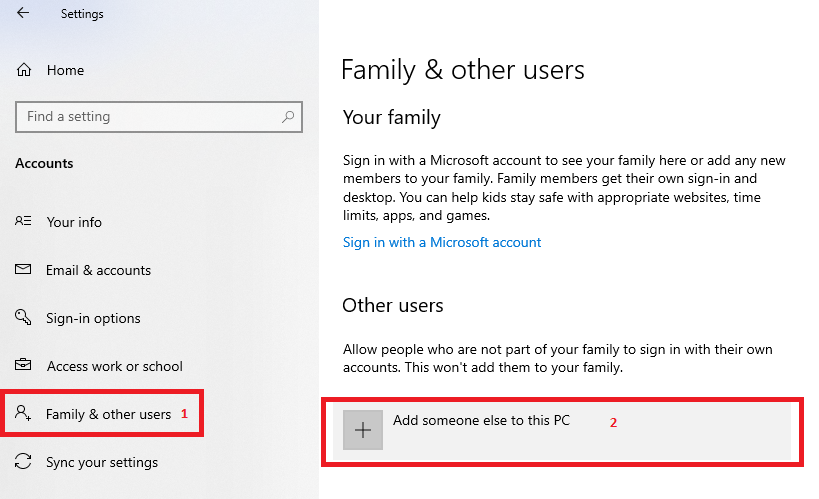 Settings
Home
Find a setting
Accounts
Your info
Email & accounts
Sign-in options
Access work or school
Family & other users 1
Sync your settings
Family & other users
Your family
Sign in with a Microsoft account to see your family here or add any new
members to your family. Family members get their own sign-in and
desktop. You can help kids stay safe with appropriate websites, time
limits, apps, and games.
Sign in with a Microsoft account
Other users
Allow people who are not part of your family to sign in with their own
accounts. This won't add them to your family.
Add someone else to this PC 2